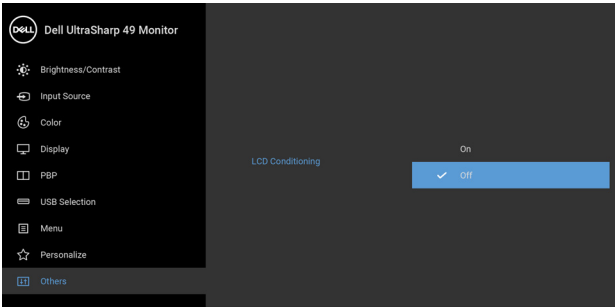 DELL Dell UltraSharp 49 Monitor
Brightness/Contrast
Input Source
Color
Display
PBP
USB Selection
Menu
Personalize
Others
LCD Conditioning
On
Off